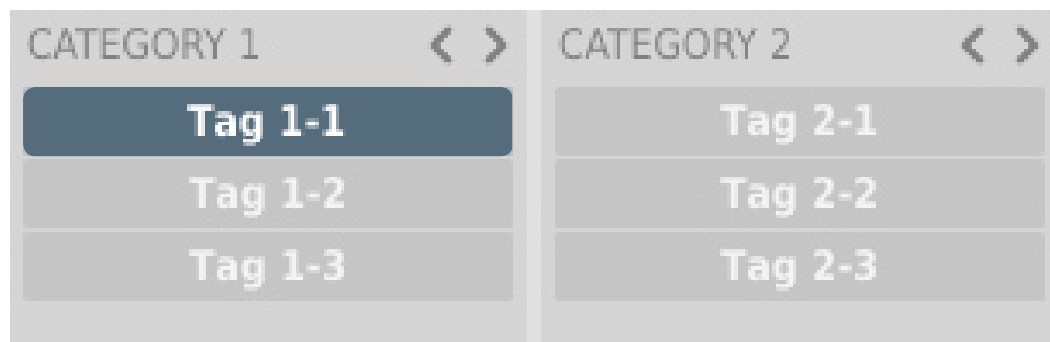 CATEGORY 1
Tag 1-1
Tag 1-2
Tag 1-3
CATEGORY 2
Tag 2-1
Tag 2-2
Tag 2-3